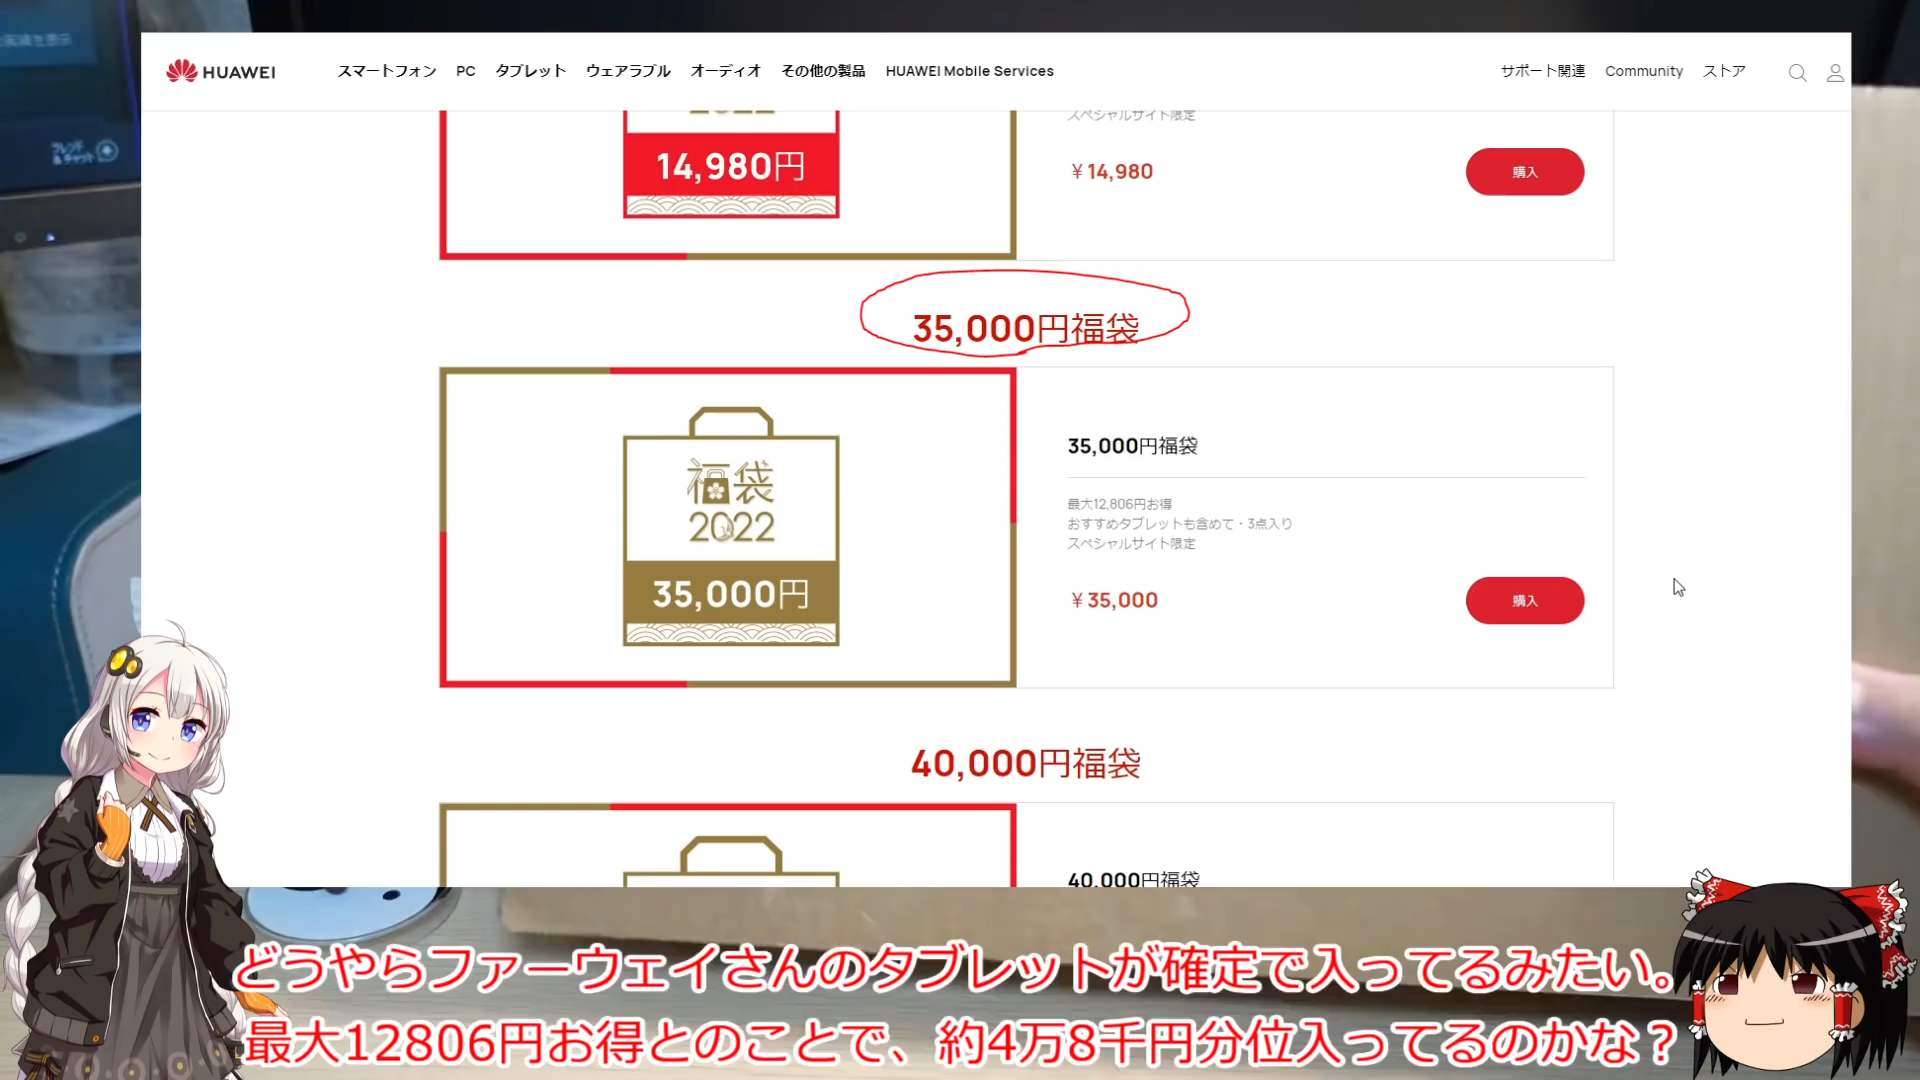 HUAWEI
スマートフォン PC タブレット ウェアラブル オーディオ その他の製品 HUAWEI Mobile Services
サポート関連 Community ストア
フレンド
&チャット
スペシャルサイト限定
14,980円
¥14,980
購入
35,000円福袋
福袋
2022
35,000円
35,000円福袋
最大12,806円お得
おすすめタブレットも含めて・3点入り
スペシャルサイト限定
¥35,000
購入
40,000円福袋
40,000円福袋
どうやらファーウェイさんのタブレットが確定で入ってるみたい。
最大12806円お得とのことで、約4万8千円分位入ってるのかな？